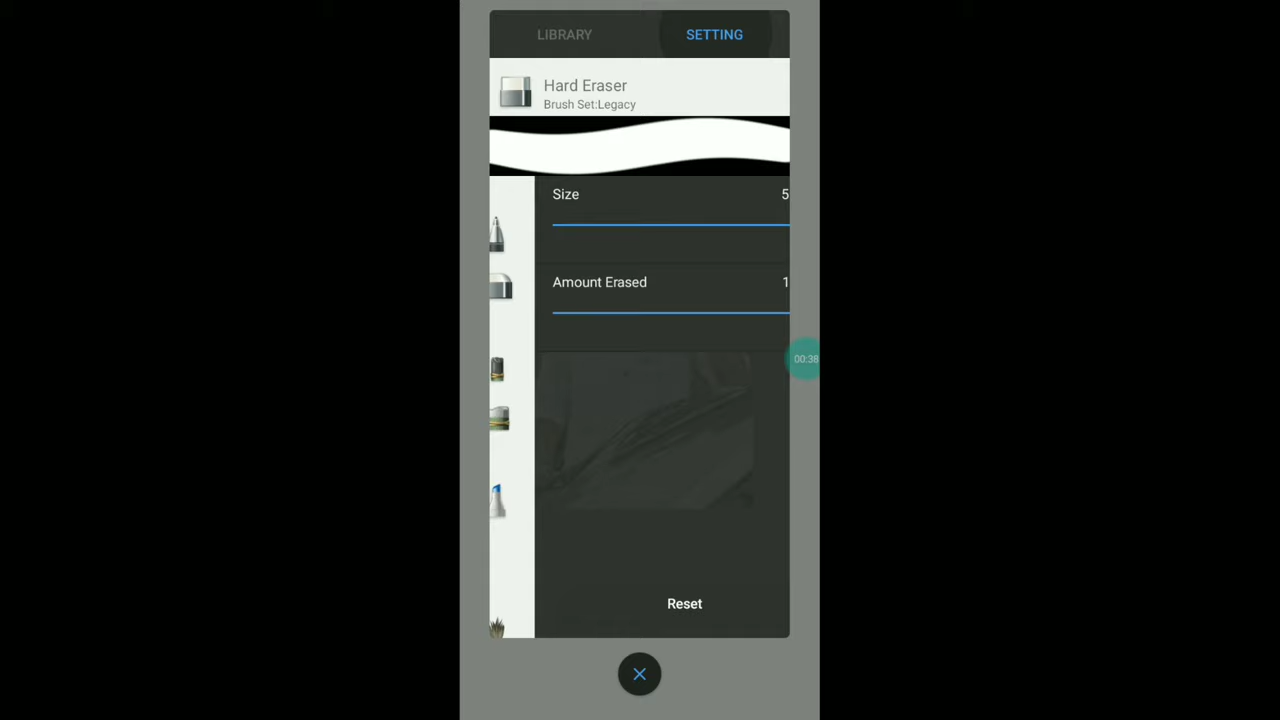 LIBRARY
SETTING
Hard Eraser
Brush Set:Legacy
Size 5
Amount Erased 1
00:38
Reset